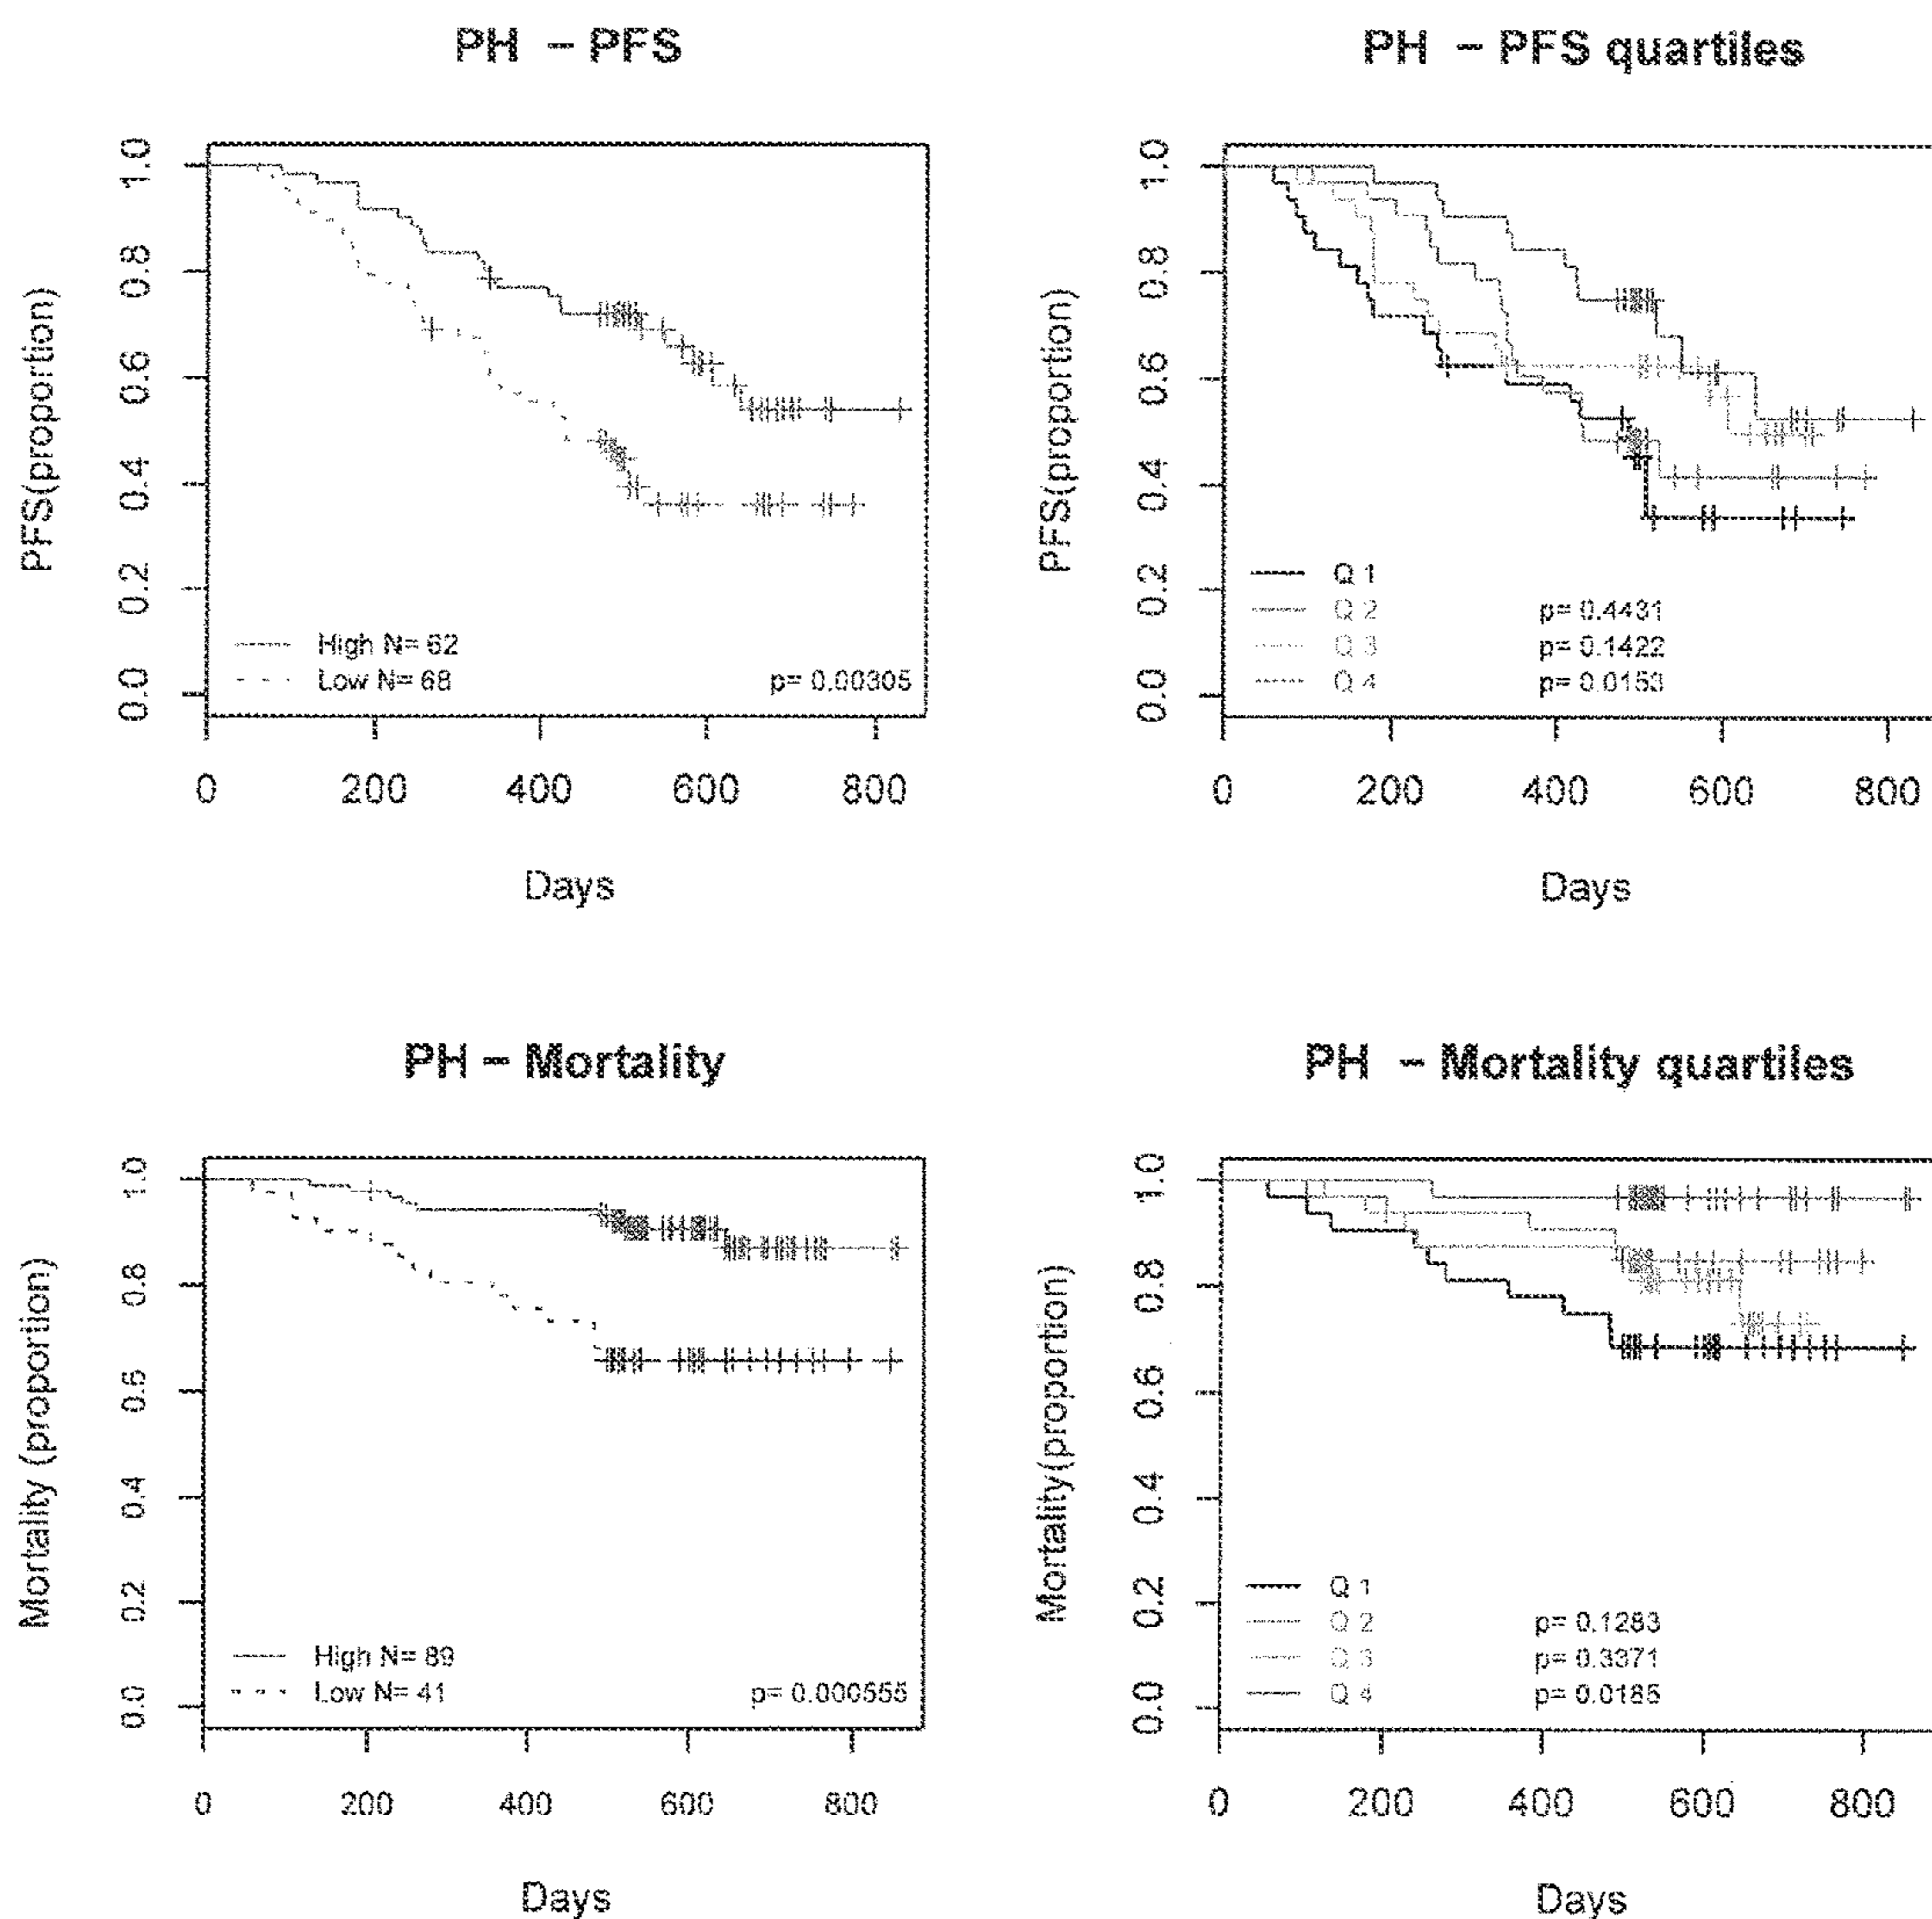 PH – PFS
PFS(proportion)
1.0
0.8
0.6
0.4
0.2
0.0
High N= 62
Low N= 68
p= 0.00305
0 200 400 600 800
Days
PH – PFS quartiles
PFS(proportion)
1.0
0.8
0.6
0.4
0.2
0.0
Q 1
Q 2 p= 0.4431
Q 3 p= 0.1422
Q 4 p= 0.0153
0 200 400 600 800
Days
PH – Mortality
Mortality (proportion)
1.0
0.8
0.6
0.4
0.2
0.0
High N= 89
Low N= 41
p= 0.000555
0 200 400 600 800
Days
PH – Mortality quartiles
Mortality(proportion)
1.0
0.8
0.6
0.4
0.2
0.0
Q 1
Q 2 p= 0.1283
Q 3 p= 0.3371
Q 4 p= 0.0185
0 200 400 600 800
Days